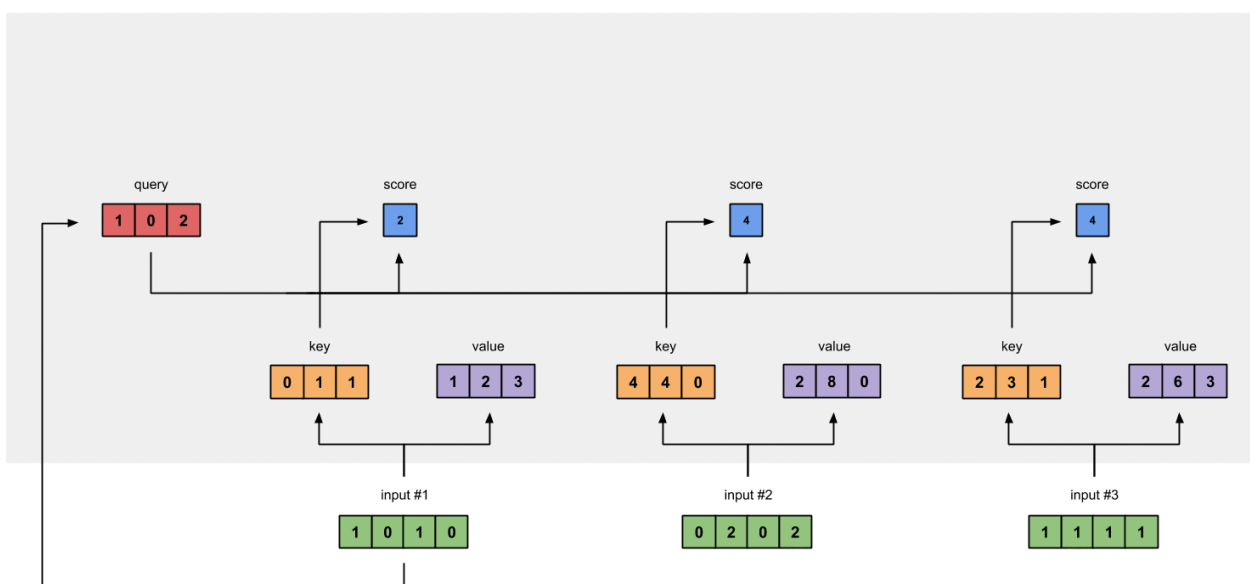 query score score score
1 0 2 2 4 4
key value key value key value
0 1 1 1 2 3 4 4 0 2 8 0 2 3 1 2 6 3
input #1 input #2 input #3
1 0 1 0 0 2 0 2 1 1 1 1